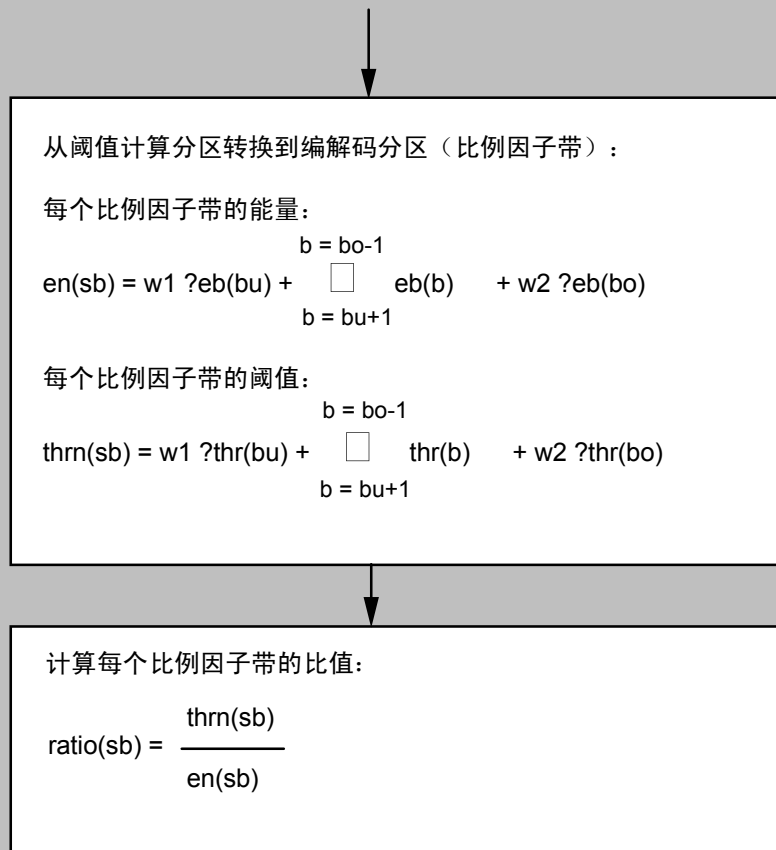 从阈值计算分区转换到编解码分区（比例因子带）：
每个比例因子带的能量：
b = bo-1
en(sb) = w1 ?eb(bu) + □ eb(b) + w2 ?eb(bo)
b = bu+1
每个比例因子带的阈值：
b = bo-1
thrn(sb) = w1 ?thr(bu) + □ thr(b) + w2 ?thr(bo)
b = bu+1
计算每个比例因子带的比值：
thrn(sb)
ratio(sb) =
en(sb)